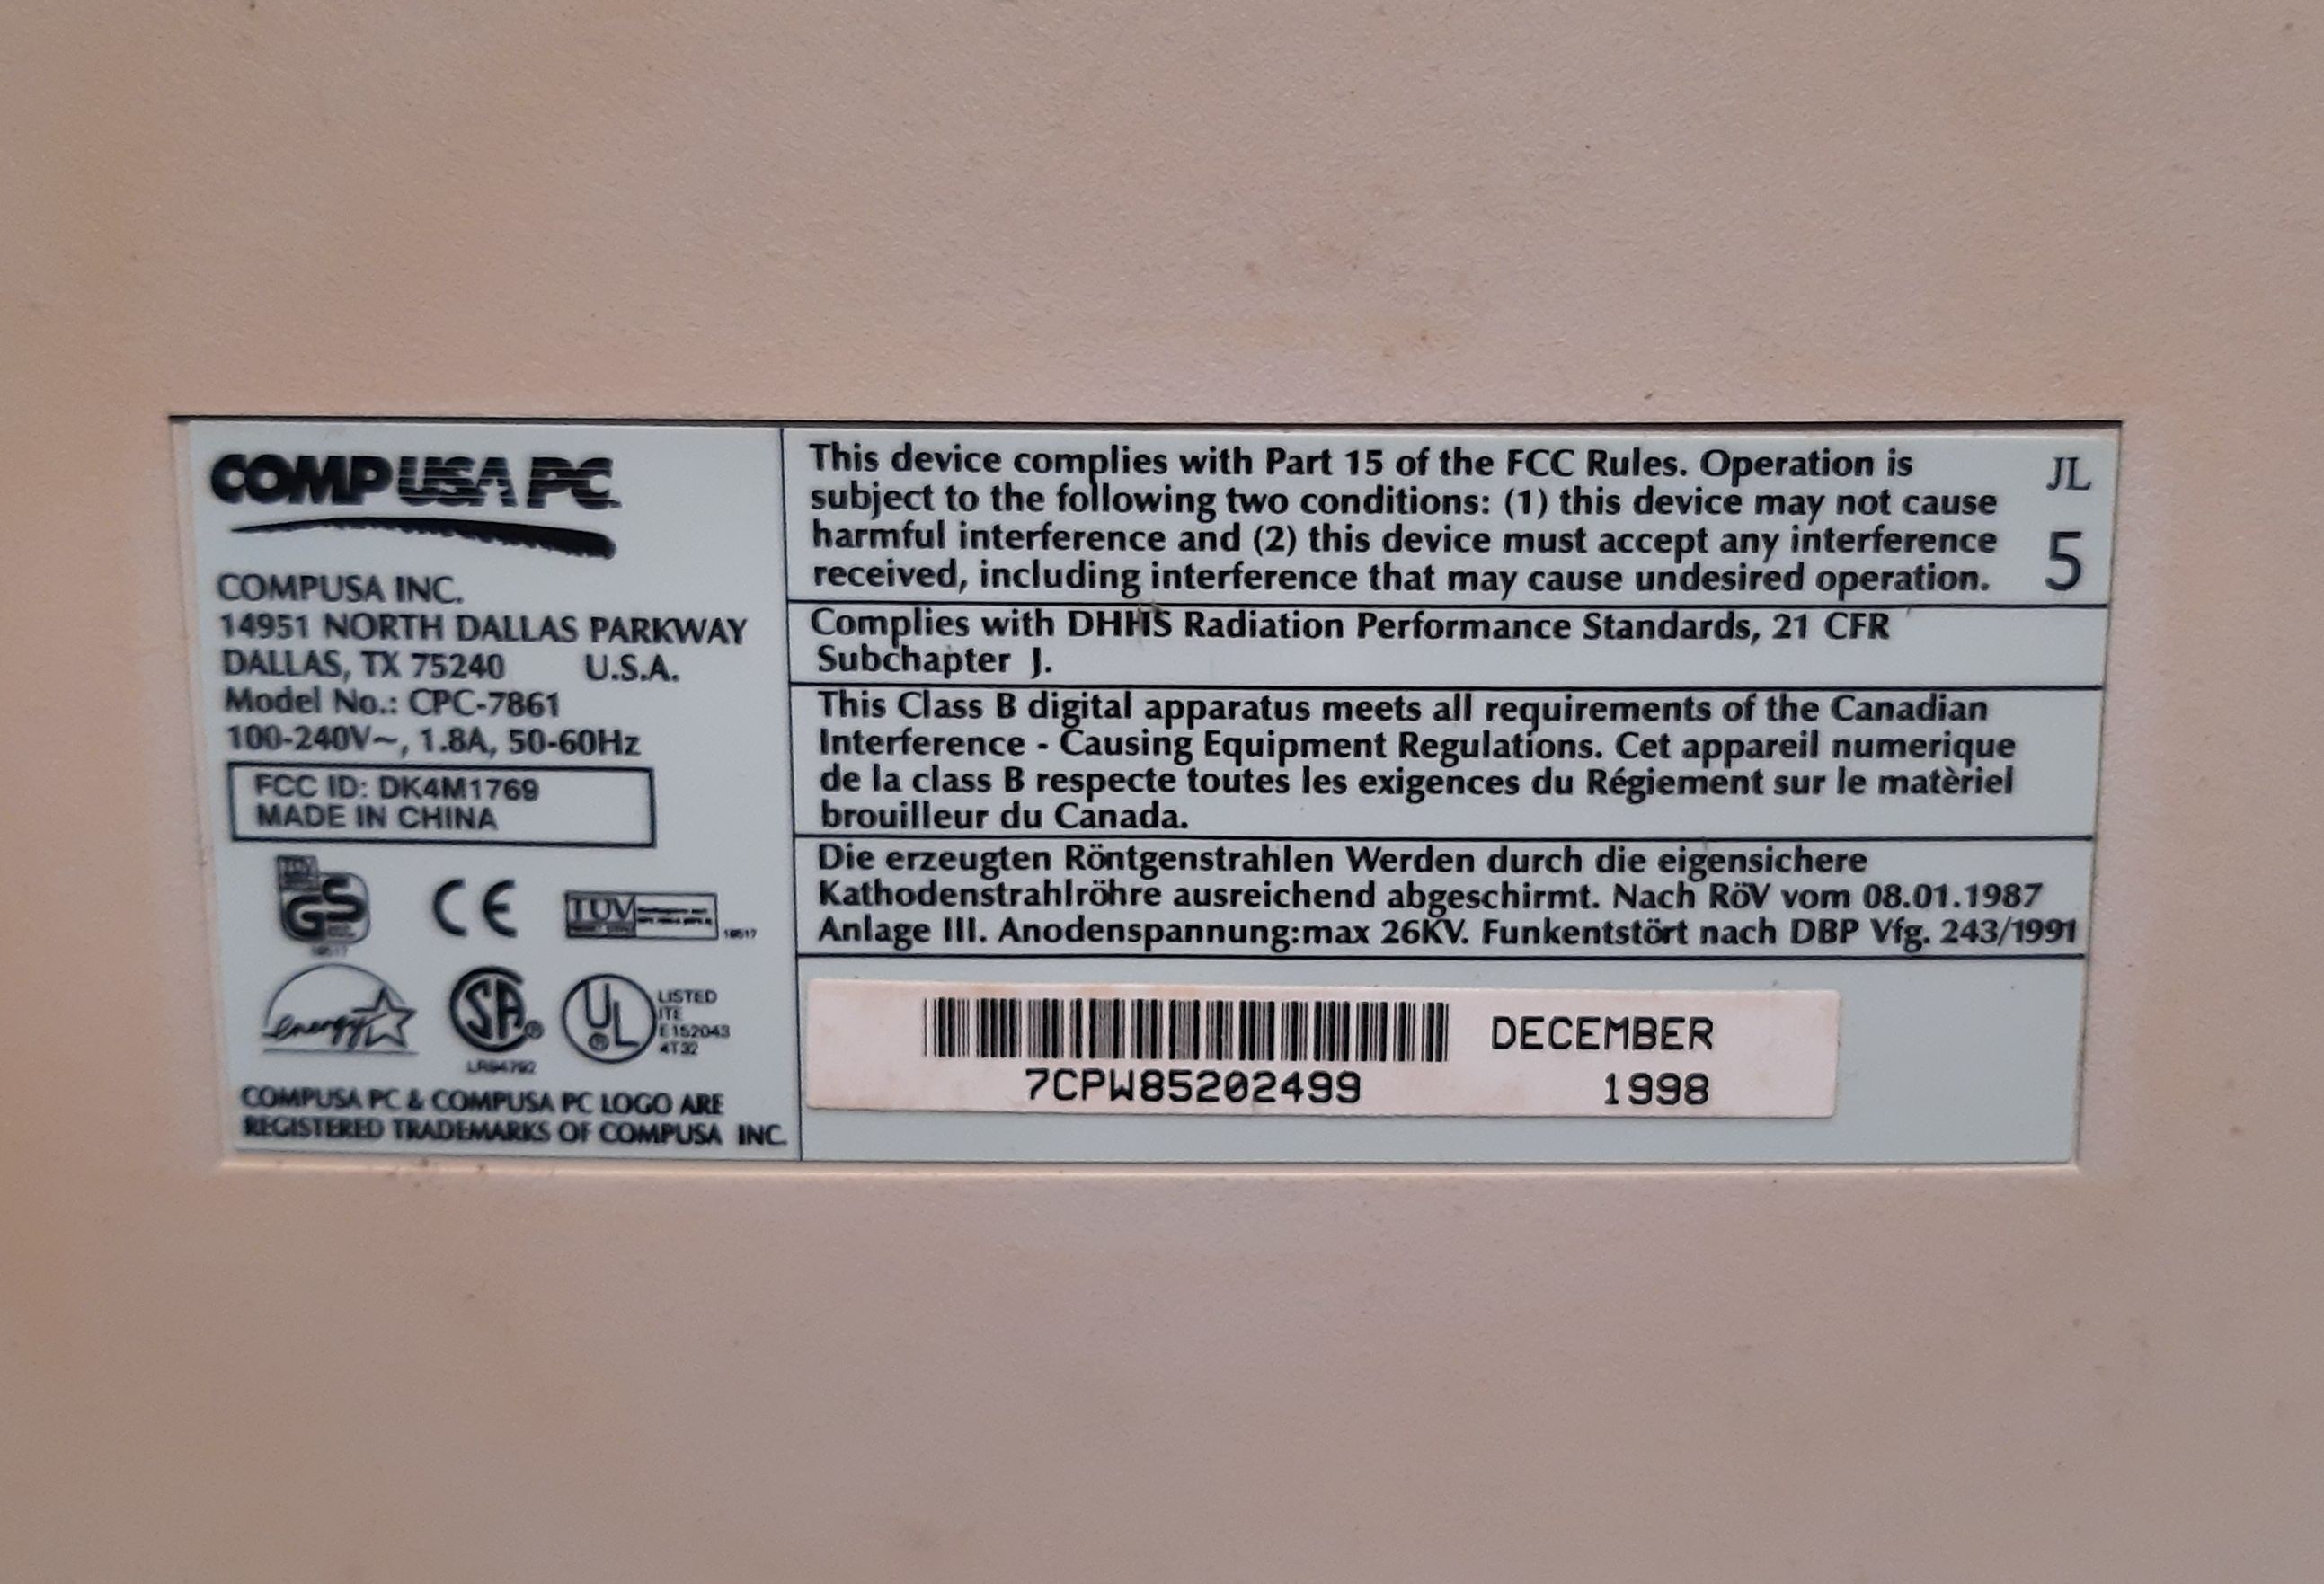 COMPUSA PC
COMPUSA INC.
14951 NORTH DALLAS PARKWAY
DALLAS, TX 75240 U.S.A.
Model No.: CPC-7861
100-240V~, 1.8A, 50-60Hz
FCC ID: DK4M1769
MADE IN CHINA
GS
CE
TÜV
energy
SA®
LR84792
UL®
LISTED
ITE
E152043
4T32
COMPUSA PC & COMPUSA PC LOGO ARE
REGISTERED TRADEMARKS OF COMPUSA INC.
This device complies with Part 15 of the FCC Rules. Operation is
subject to the following two conditions: (1) this device may not cause
harmful interference and (2) this device must accept any interference
received, including interference that may cause undesired operation.
JL
5
Complies with DHHS Radiation Performance Standards, 21 CFR
Subchapter J.
This Class B digital apparatus meets all requirements of the Canadian
Interference - Causing Equipment Regulations. Cet appareil numerique
de la class B respecte toutes les exigences du Régiement sur le matèriel
brouilleur du Canada.
Die erzeugten Röntgenstrahlen Werden durch die eigensichere
Kathodenstrahlröhre ausreichend abgeschirmt. Nach RöV vom 08.01.1987
Anlage III. Anodenspannung:max 26KV. Funkentstört nach DBP Vfg. 243/1991
7CPW85202499
DECEMBER
1998